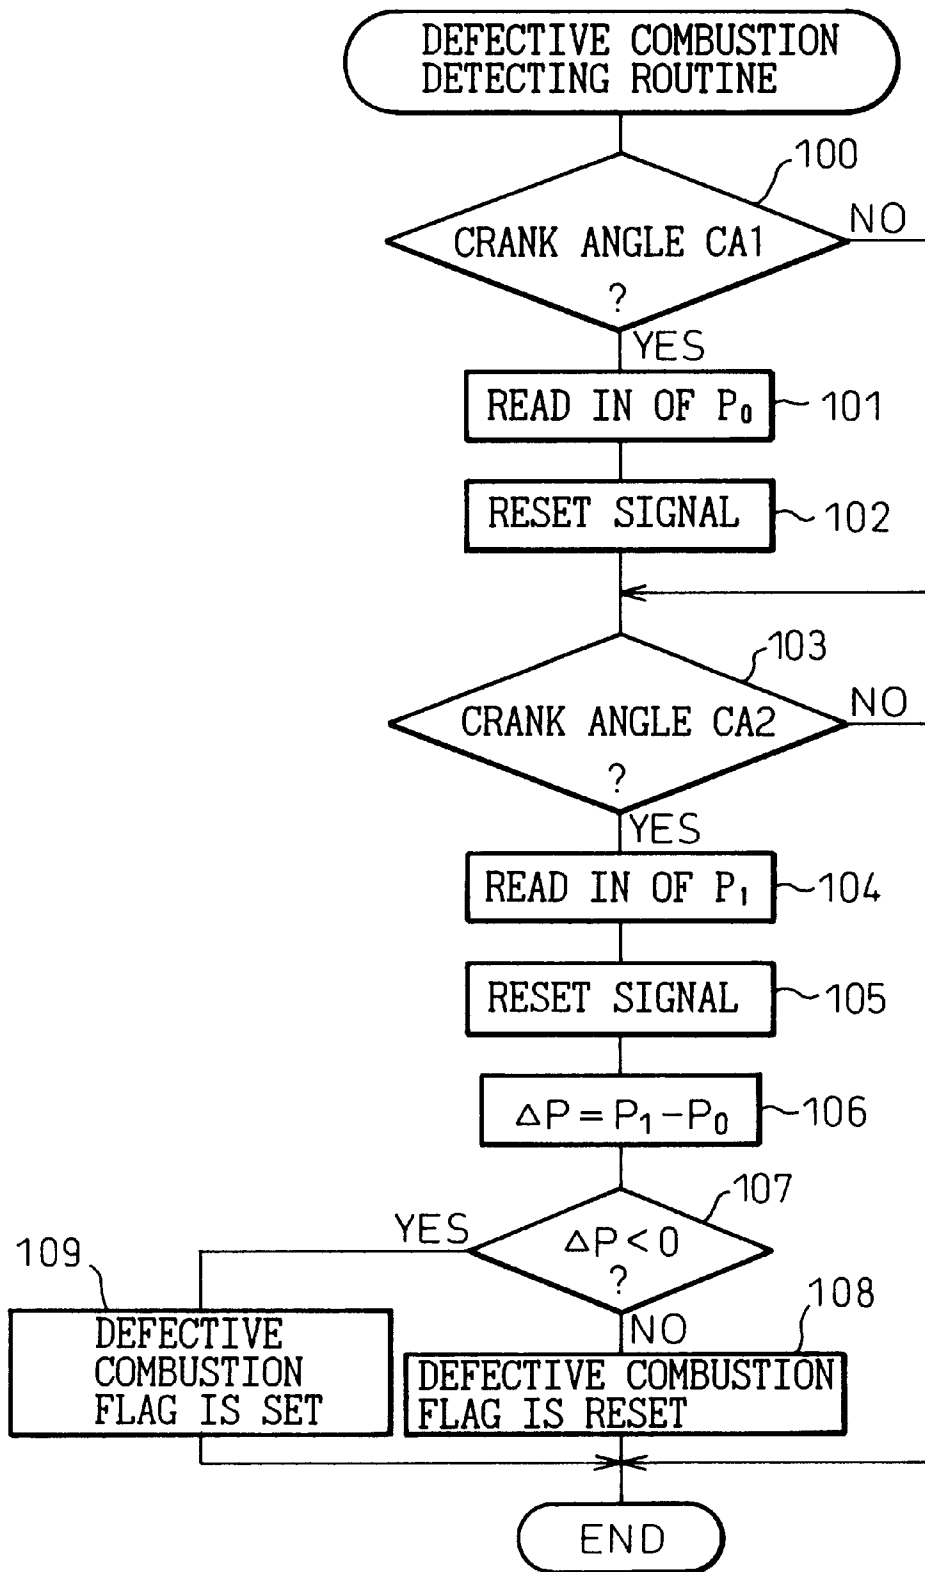 DEFECTIVE COMBUSTION
DETECTING ROUTINE
100
CRANK ANGLE CA1
?
NO
YES
READ IN OF P₀
101
RESET SIGNAL
102
103
CRANK ANGLE CA2
?
NO
YES
READ IN OF P₁
104
RESET SIGNAL
105
△P = P₁ − P₀
106
107
△P < 0
?
YES
NO
109
DEFECTIVE
COMBUSTION
FLAG IS SET
108
DEFECTIVE COMBUSTION
FLAG IS RESET
END